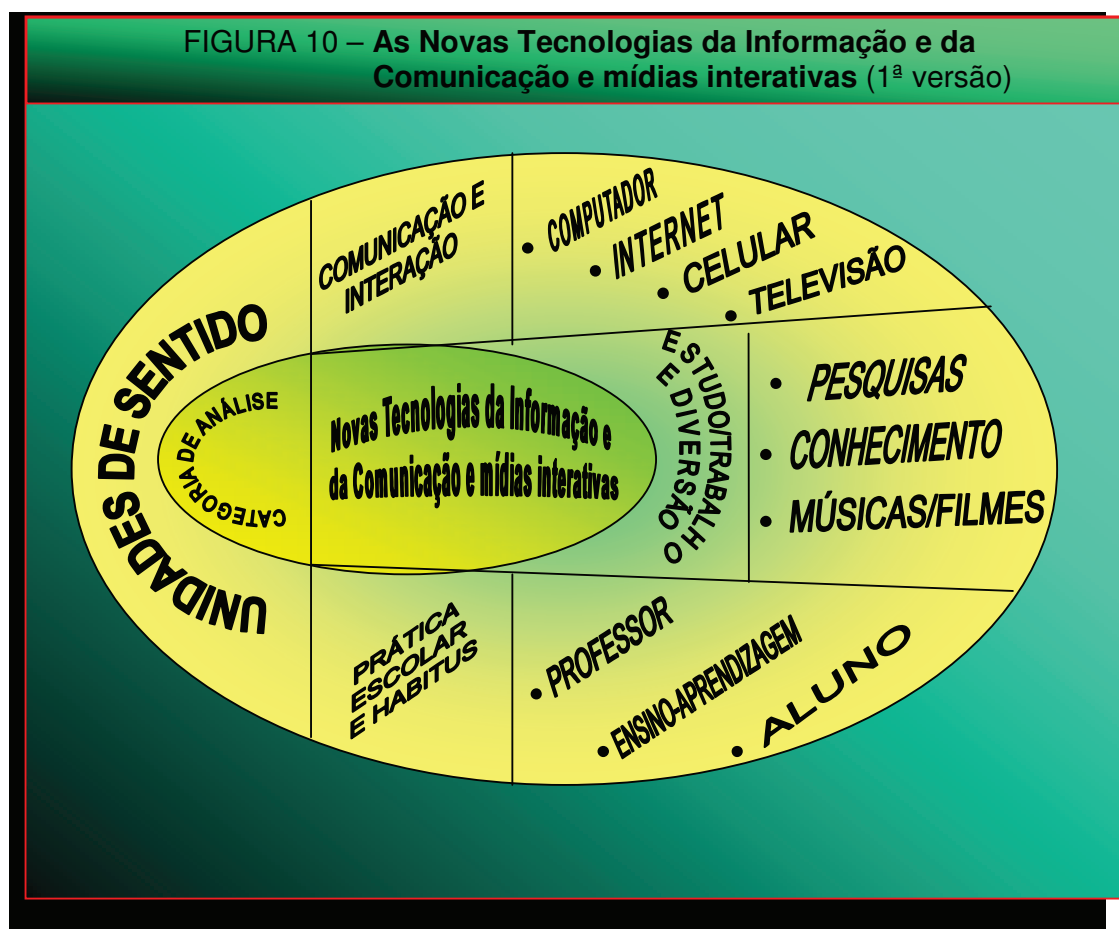 FIGURA 10 – As Novas Tecnologias da Informação e da
Comunicação e mídias interativas (1ª versão)
UNIDADES DE SENTIDO
CATEGORIA DE ANÁLISE
Novas Tecnologias da Informação e
da Comunicação e mídias interativas
COMUNICAÇÃO E
INTERAÇÃO
• COMPUTADOR
• INTERNET
• CELULAR
• TELEVISÃO
ESTUDO/TRABALHO
E DIVERSÃO
• PESQUISAS
• CONHECIMENTO
• MÚSICAS/FILMES
PRÁTICA
ESCOLAR
E HABITUS
• PROFESSOR
• ENSINO-APRENDIZAGEM
• ALUNO